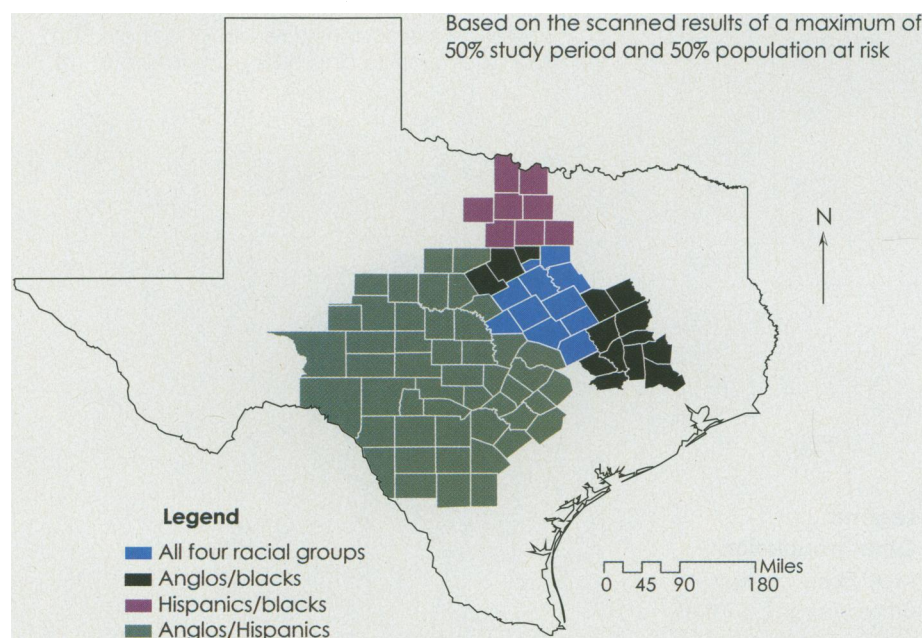 Based on the scanned results of a maximum of
50% study period and 50% population at risk
N
Legend
All four racial groups
Anglos/blacks
Hispanics/blacks
Anglos/Hispanics
Miles
0 45 90 180